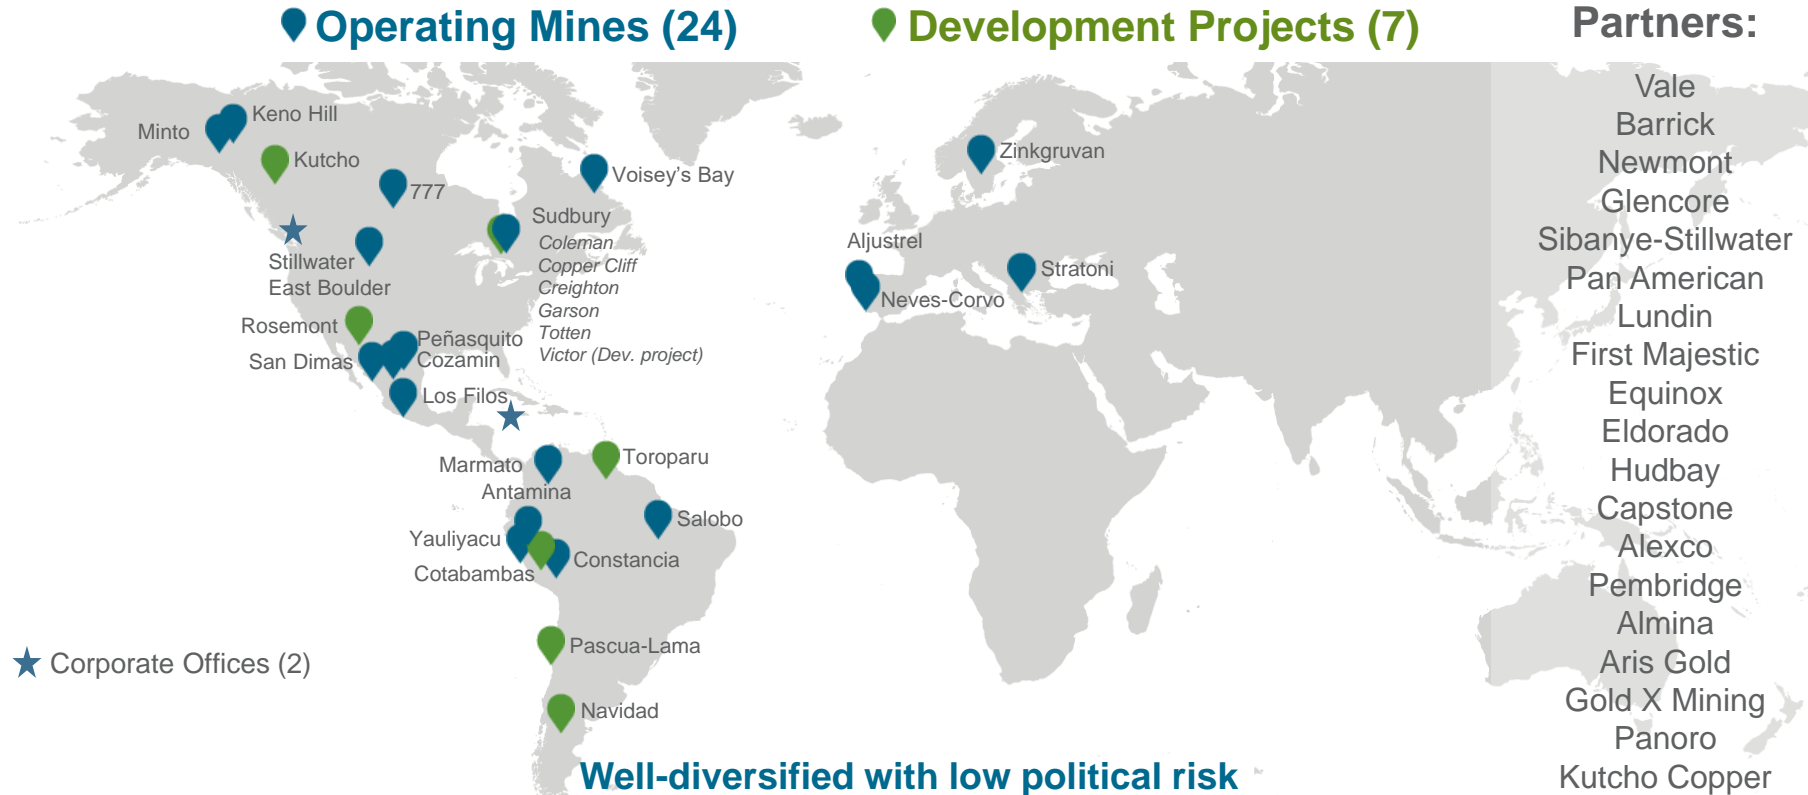 Operating Mines (24)
Development Projects (7)
Partners:
Keno Hill
Minto
Kutcho
777
Voisey's Bay
Sudbury
Coleman
Copper Cliff
Creighton
Garson
Totten
Victor (Dev. project)
Stillwater
East Boulder
Rosemont
Peñasquito
San Dimas
Cozamin
Los Filos
Marmato
Toroparu
Antamina
Salobo
Yauliyacu
Constancia
Cotabambas
Pascua-Lama
Navidad
Zinkgruvan
Aljustrel
Stratoni
Neves-Corvo
Corporate Offices (2)
Well-diversified with low political risk
Vale
Barrick
Newmont
Glencore
Sibanye-Stillwater
Pan American
Lundin
First Majestic
Equinox
Eldorado
Hudbay
Capstone
Alexco
Pembridge
Almina
Aris Gold
Gold X Mining
Panoro
Kutcho Copper